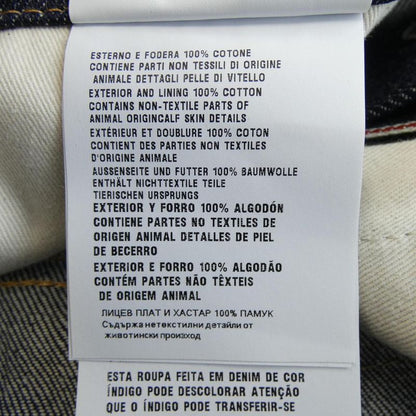 ESTERNO E FODERA 100% COTONE
CONTIENE PARTI NON TESSILI DI ORIGINE
ANIMALE DETTAGLI PELLE DI VITELLO
EXTERIOR AND LINING 100% COTTON
CONTAINS NON-TEXTILE PARTS OF
ANIMAL ORIGINCALF SKIN DETAILS
EXTÉRIEUR ET DOUBLURE 100% COTON
CONTIENT DES PARTIES NON TEXTILES
D'ORIGINE ANIMALE
AUSSENSEITE UND FUTTER 100% BAUMWOLLE
ENTHÄLT NICHTTEXTILE TEILE
TIERISCHEN URSPRUNGS
EXTERIOR Y FORRO 100% ALGODÓN
CONTIENE PARTES NO TEXTILES DE
ORIGEN ANIMAL DETALLES DE PIEL
DE BECERRO
EXTERIOR E FORRO 100% ALGODÃO
CONTÉM PARTES NÃO TÊXTEIS
DE ORIGEM ANIMAL
ЛИЦЕВ ПЛАТ И ХАСТАР 100% ПАМУК
Съдържа нетекстилни детайли от
животински произход
ESTA ROUPA FEITA EM DENIM DE COR
ÍNDIGO PODE DESCOLORAR ATENÇÃO
QUE O ÍNDIGO PODE TRANSFERIR-SE